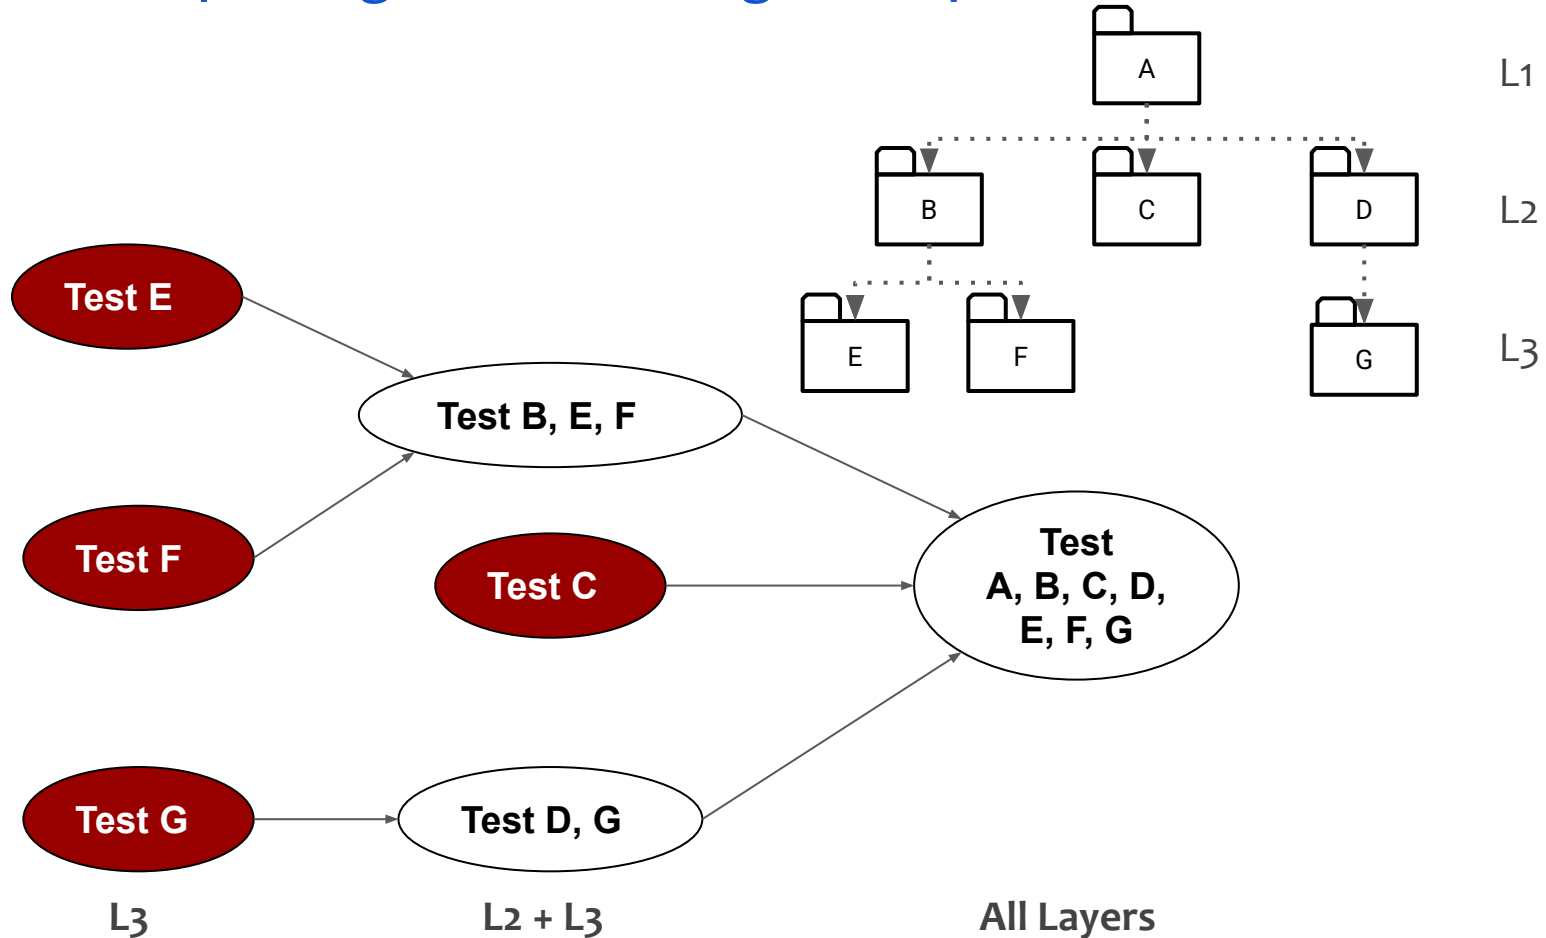 A
L1
B
C
D
L2
E
F
G
L3
Test E
Test B, E, F
Test F
Test C
Test
A, B, C, D,
E, F, G
Test G
Test D, G
L3
L2 + L3
All Layers